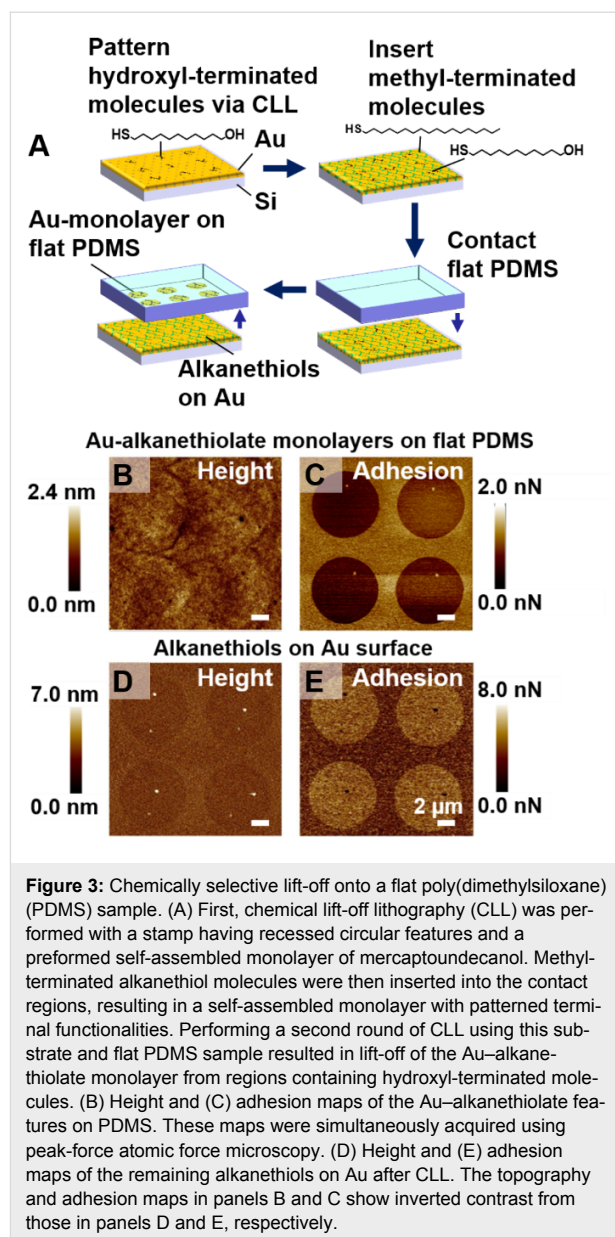 Pattern
hydroxyl-terminated
molecules via CLL
Insert
methyl-terminated
molecules
HS
OH
A
Au
Si
HS
HS
OH
Au-monolayer on
flat PDMS
Contact
flat PDMS
Alkanethiols
on Au
Au-alkanethiolate monolayers on flat PDMS
2.4 nm
0.0 nm
B
Height
C
Adhesion
2.0 nN
0.0 nN
Alkanethiols on Au surface
7.0 nm
0.0 nm
D
Height
E
Adhesion
2 µm
8.0 nN
0.0 nN
Figure 3: Chemically selective lift-off onto a flat poly(dimethylsiloxane)
(PDMS) sample. (A) First, chemical lift-off lithography (CLL) was per-
formed with a stamp having recessed circular features and a
preformed self-assembled monolayer of mercaptoundecanol. Methyl-
terminated alkanethiol molecules were then inserted into the contact
regions, resulting in a self-assembled monolayer with patterned termi-
nal functionalities. Performing a second round of CLL using this sub-
strate and flat PDMS sample resulted in lift-off of the Au–alkane-
thiolate monolayer from regions containing hydroxyl-terminated mole-
cules. (B) Height and (C) adhesion maps of the Au–alkanethiolate fea-
tures on PDMS. These maps were simultaneously acquired using
peak-force atomic force microscopy. (D) Height and (E) adhesion
maps of the remaining alkanethiols on Au after CLL. The topography
and adhesion maps in panels B and C show inverted contrast from
those in panels D and E, respectively.